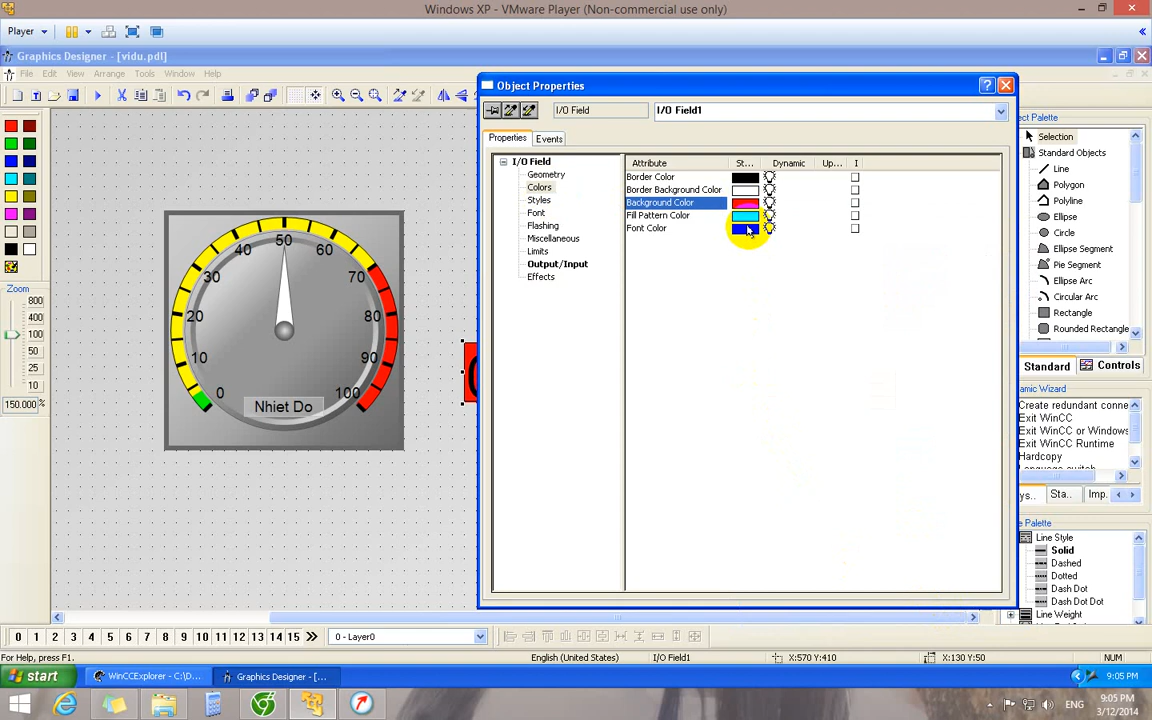 Windows XP - VMware Player (Non-commercial use only)
Player
Graphics Designer - [vidu.pdl]
File Edit View Arrange Tools Window Help
Object Properties
I/O Field
I/O Field1
Properties Events
I/O Field
Geometry
Colors
Styles
Font
Flashing
Miscellaneous
Limits
Output/Input
Effects
Attribute St... Dynamic Up... I
Border Color
Border Background Color
Background Color
Fill Pattern Color
Font Color
ct Palette
Selection
Standard Objects
Line
Polygon
Polyline
Ellipse
Circle
Ellipse Segment
Pie Segment
Ellipse Arc
Circular Arc
Rectangle
Rounded Rectangle
Standard Controls
namic Wizard
Create redundant conne
Exit WinCC
Exit WinCC or Windows
Exit WinCC Runtime
Hardcopy
ys.. Sta.. Imp.
e Palette
Line Style
Solid
Dashed
Dotted
Dash Dot
Dash Dot Dot
Line Weight
Zoom
800
400
100
50
25
10
150.000 %
0
10
20
30
40
50
60
70
80
90
100
Nhiet Do
0 1 2 3 4 5 6 7 8 9 10 11 12 13 14 15
0 - Layer0
For Help, press F1.
English (United States)
I/O Field1
X:570 Y:410
X:130 Y:50
NUM
start
WinCCExplorer - C:\D...
Graphics Designer - [...
9:05 PM
ENG
9:05 PM
3/12/2014